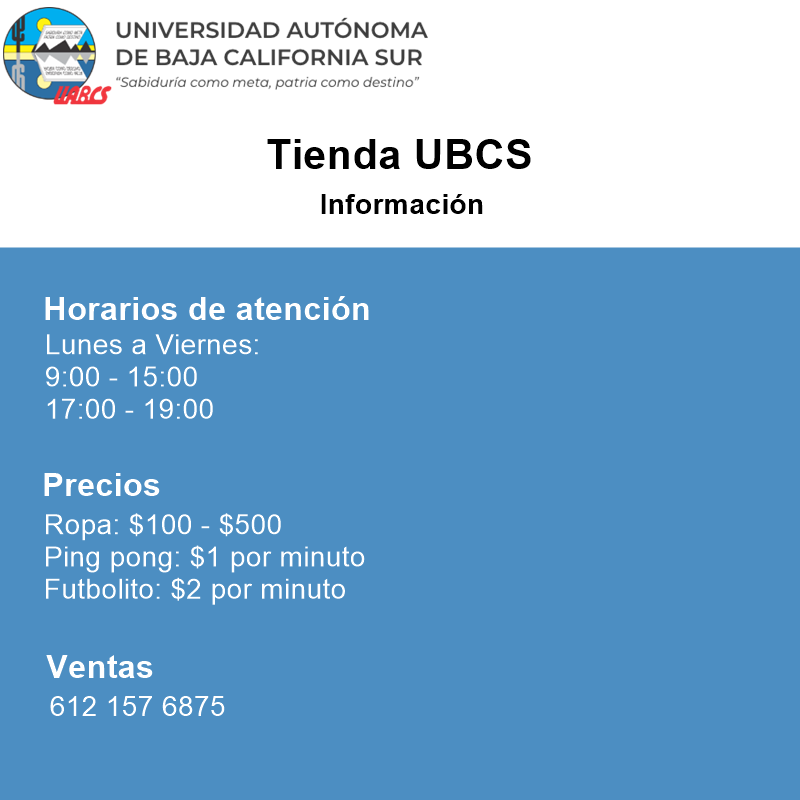 UNIVERSIDAD AUTÓNOMA
DE BAJA CALIFORNIA SUR
“Sabiduría como meta, patria como destino”
UABCS
Tienda UBCS
Información
Horarios de atención
Lunes a Viernes:
9:00 - 15:00
17:00 - 19:00
Precios
Ropa: $100 - $500
Ping pong: $1 por minuto
Futbolito: $2 por minuto
Ventas
612 157 6875